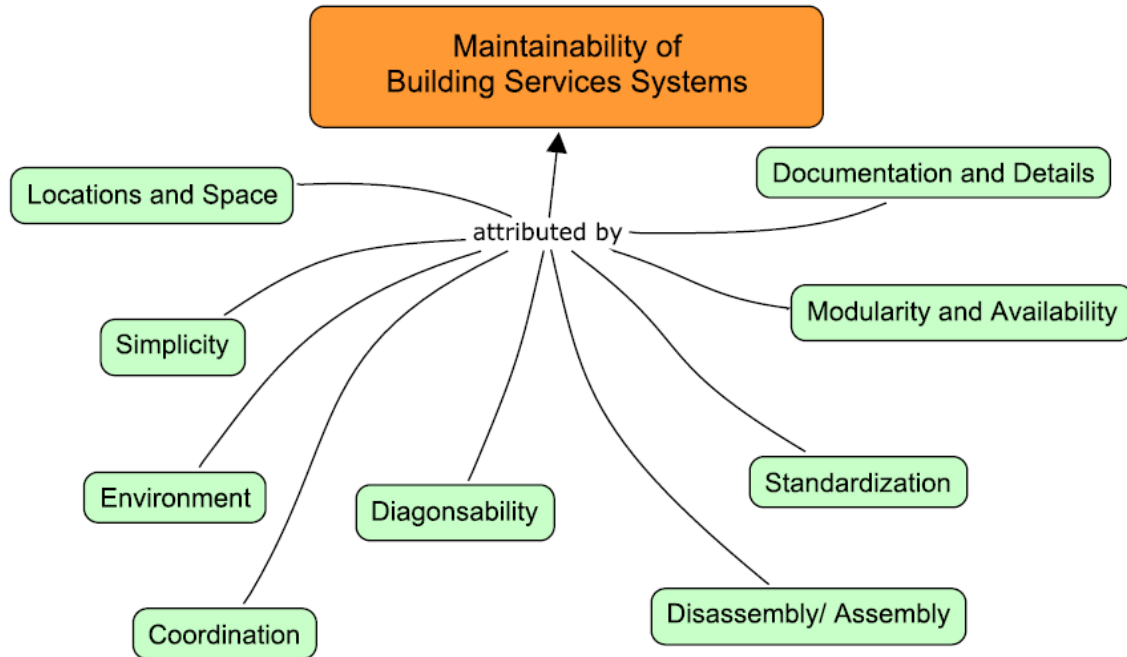 Maintainability of
Building Services Systems
Documentation and Details
Locations and Space
attributed by
Modularity and Availability
Simplicity
Standardization
Environment
Diagonsability
Disassembly/ Assembly
Coordination